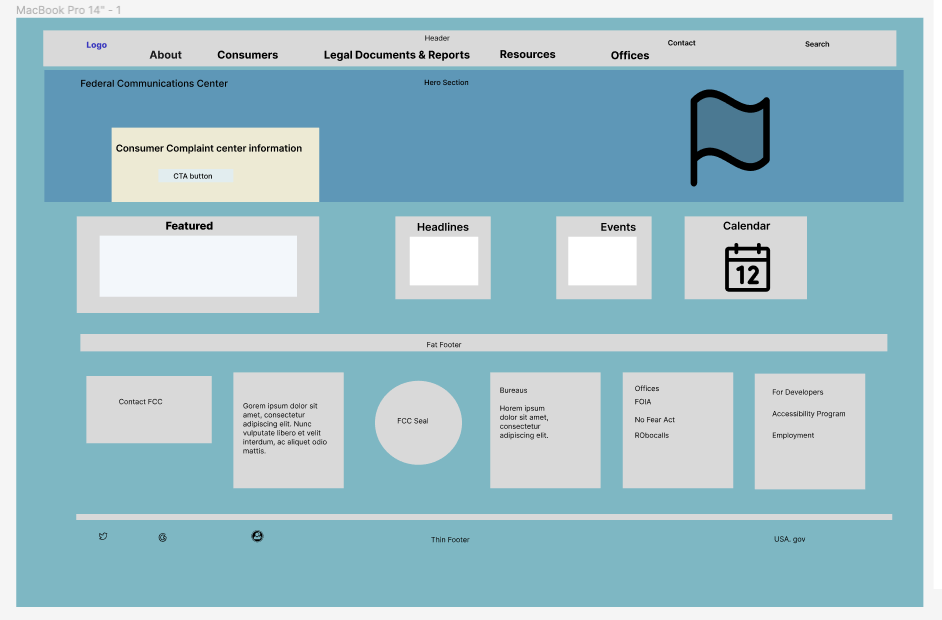 MacBook Pro 14" - 1
Header
Logo
About
Consumers
Legal Documents & Reports
Resources
Offices
Contact
Search
Federal Communications Center
Hero Section
Consumer Complaint center information
CTA button
Featured
Headlines
Events
Calendar
12
Fat Footer
Contact FCC
Gorem ipsum dolor sit
amet, consectetur
adipiscing elit. Nunc
vulputate libero et velit
interdum, ac aliquet odio
mattis.
FCC Seal
Bureaus
Horem ipsum
dolor sit amet,
consectetur
adipiscing elit.
Offices
FOIA
No Fear Act
RObocalls
For Developers
Accessibility Program
Employment
Thin Footer
USA. gov